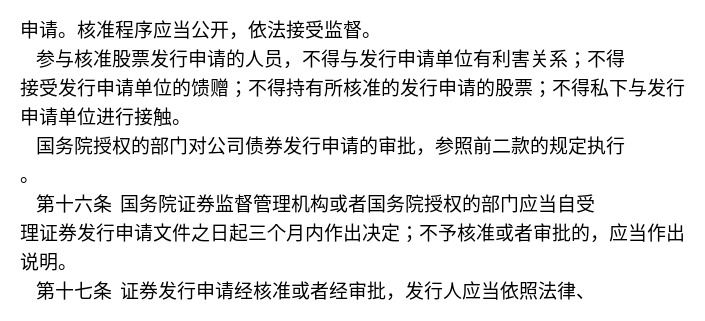 申请。核准程序应当公开，依法接受监督。
参与核准股票发行申请的人员，不得与发行申请单位有利害关系；不得
接受发行申请单位的馈赠；不得持有所核准的发行申请的股票；不得私下与发行
申请单位进行接触。
国务院授权的部门对公司债券发行申请的审批，参照前二款的规定执行
。
第十六条 国务院证券监督管理机构或者国务院授权的部门应当自受
理证券发行申请文件之日起三个月内作出决定；不予核准或者审批的，应当作出
说明。
第十七条 证券发行申请经核准或者经审批，发行人应当依照法律、